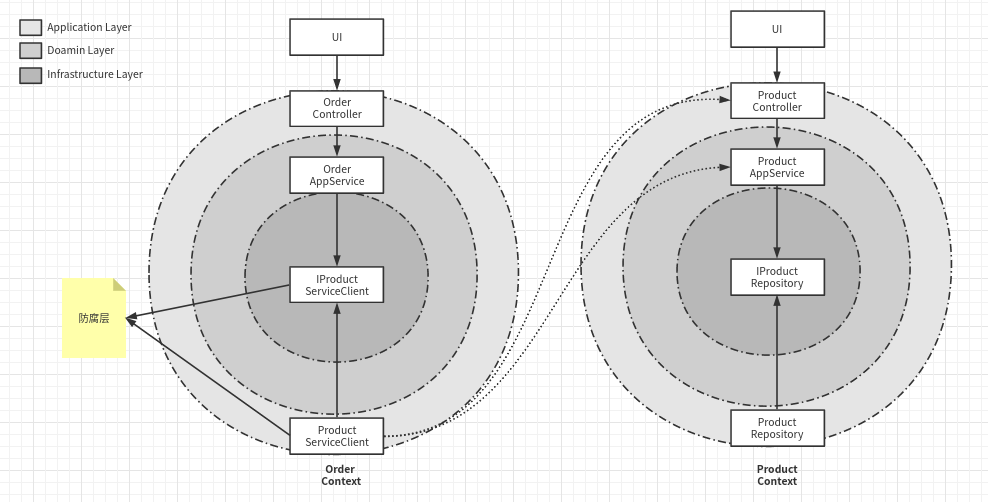 Application Layer
Doamin Layer
Infrastructure Layer
UI
Order
Controller
Order
AppService
IProduct
ServiceClient
防腐层
Product
ServiceClient
Order
Context
UI
Product
Controller
Product
AppService
IProduct
Repository
Product
Repository
Product
Context